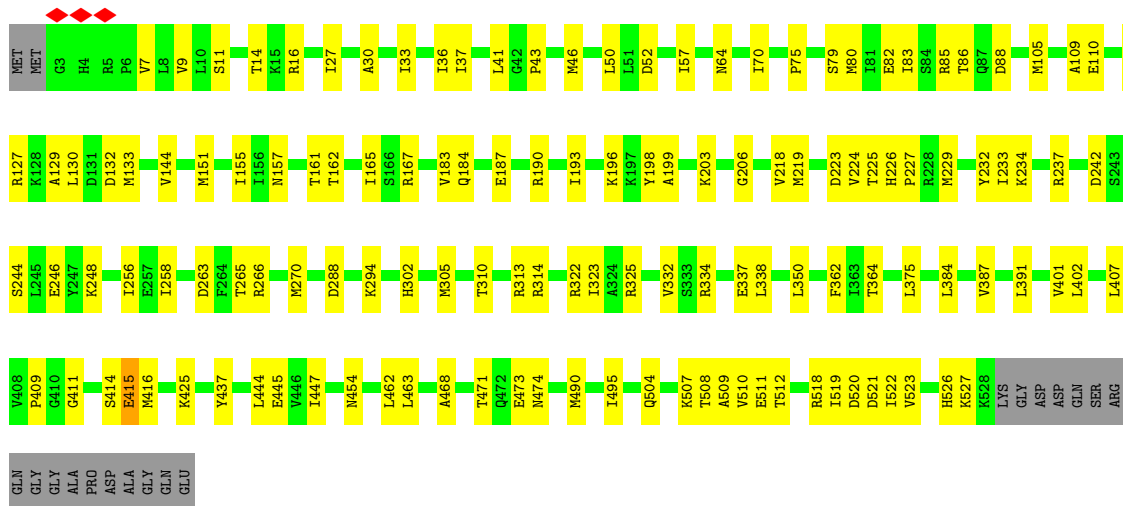 MET MET G3 H4 R5 P6 V7 L8 V9 L10 S11 T14 K15 R16 I27 A30 I33 I36 I37 L41 G42 P43 M46 L50 L51 D52 I57 N64 I70 P75 S79 M80 I81 E82 I83 S84 R85 T86 Q87 D88 M105 A109 E110
R127 K128 A129 L130 D131 D132 M133 V144 M151 I155 I156 N157 T161 T162 I165 S166 R167 V183 Q184 E187 R190 I193 K196 K197 Y198 A199 K203 G206 V218 M219 D223 V224 T225 H226 P227 R228 M229 Y232 I233 K234 R237 D242 S243
S244 L245 E246 Y247 K248 I256 E257 I258 D263 F264 T265 R266 M270 D288 K294 H302 M305 T310 R313 R314 R322 I323 A324 R325 V332 S333 R334 E337 L338 L350 F362 I363 T364 L375 L384 V387 L391 V401 L402 L407
V408 P409 G410 G411 S414 E415 M416 K425 Y437 L444 E445 V446 I447 N454 L462 L463 A468 T471 Q472 E473 N474 M490 I495 Q504 K507 T508 A509 V510 E511 T512 R518 I519 D520 D521 I522 V523 H526 K527 K528 LYS GLY ASP ASP GLN SER ARG
GLN GLY GLY ALA PRO ASP ALA GLY GLN GLU